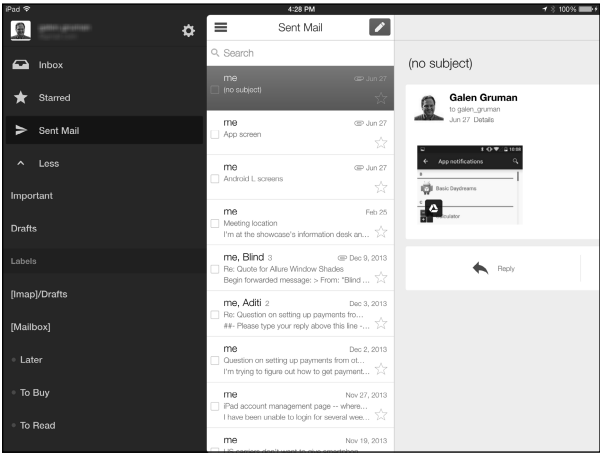 iPad
4:28 PM
100%
Inbox
Starred
Sent Mail
Less
Important
Drafts
Labels
[Imap]/Drafts
[Mailbox]
Later
To Buy
To Read
Sent Mail
Search
me Jun 27
(no subject)
me Jun 27
App screen
me Jun 27
Android L screens
me Feb 25
Meeting location
I'm at the showcase's information desk an...
me, Blind 3 Dec 9, 2013
Re: Quote for Allure Window Shades
Begin forwarded message: > From: "Blind ...
me, Aditi 2 Dec 3, 2013
Re: Question on setting up payments fro...
##- Please type your reply above this line -...
me Dec 2, 2013
Question on setting up payments from ot...
I'm trying to figure out how to get payment...
me Nov 27, 2013
iPad account management page -- where...
I have been unable to login for several wee...
me Nov 19, 2013
(no subject)
Galen Gruman
to galen_gruman
Jun 27 Details
App notifications
Basic Daydreams
Reply